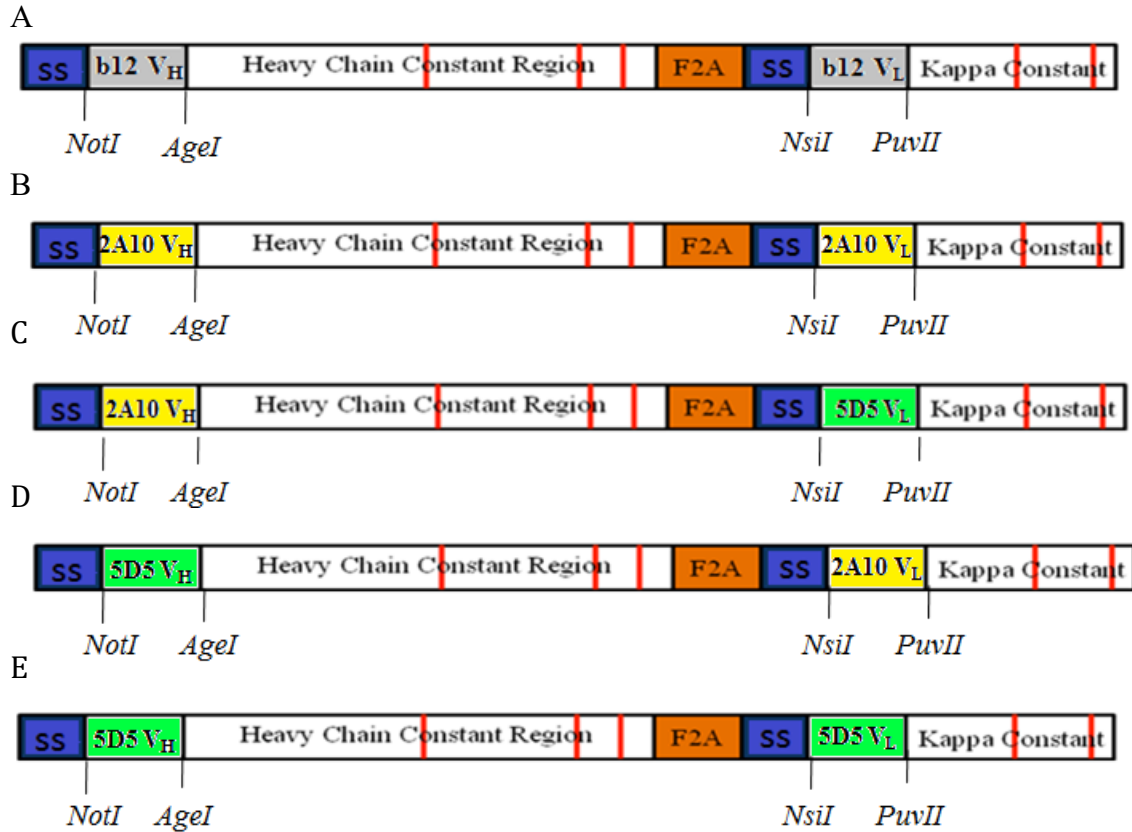 A
SS b12 VH Heavy Chain Constant Region F2A SS b12 VL Kappa Constant
NotI AgeI NsiI PuvII
B
SS 2A10 VH Heavy Chain Constant Region F2A SS 2A10 VL Kappa Constant
NotI AgeI NsiI PuvII
C
SS 2A10 VH Heavy Chain Constant Region F2A SS 5D5 VL Kappa Constant
NotI AgeI NsiI PuvII
D
SS 5D5 VH Heavy Chain Constant Region F2A SS 2A10 VL Kappa Constant
NotI AgeI NsiI PuvII
E
SS 5D5 VH Heavy Chain Constant Region F2A SS 5D5 VL Kappa Constant
NotI AgeI NsiI PuvII